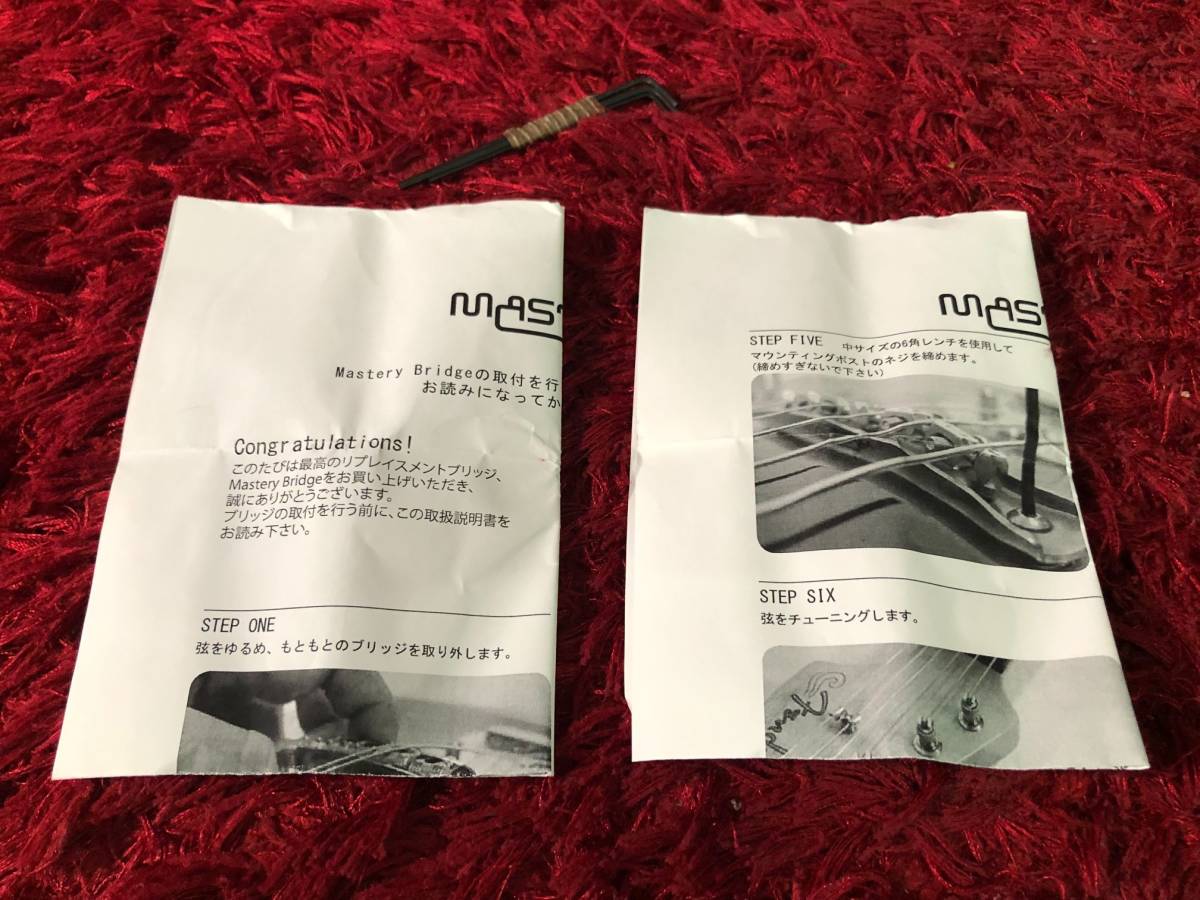 MAS
Mastery Bridgeの取付を行
お読みになってか
Congratulations!
このたびは最高のリプレイスメントブリッジ、
Mastery Bridgeをお買い上げいただき、
誠にありがとうございます。
ブリッジの取付を行う前に、この取扱説明書を
お読み下さい。
STEP ONE
弦をゆるめ、もともとのブリッジを取り外します。
MAS
STEP FIVE 中サイズの6角レンチを使用して
マウンティングポストのネジを締めます。
(締めすぎないで下さい)
STEP SIX
弦をチューニングします。